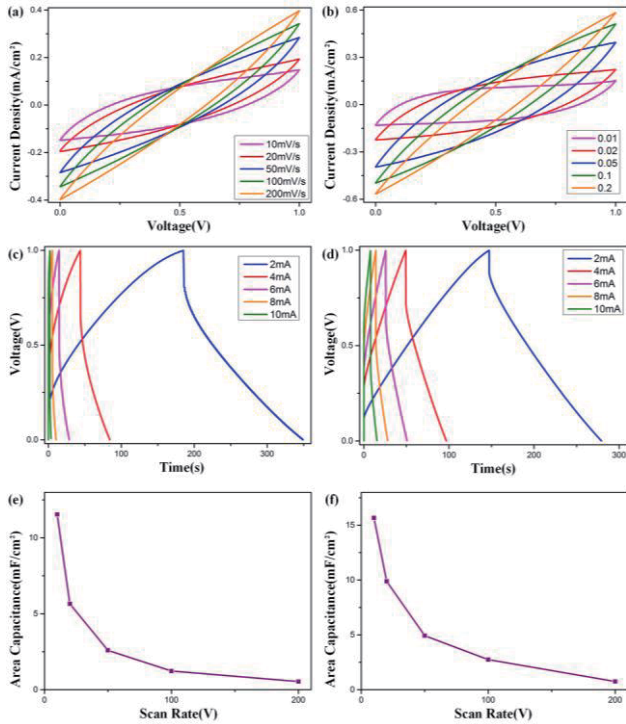 (a)
Current Density(mA/cm²)
0.4
0.2
0.0
-0.2
-0.4
0.0
0.5
1.0
Voltage(V)
10mV/s
20mV/s
50mV/s
100mV/s
200mV/s
(b)
Current Density(mA/cm²)
0.6
0.3
0.0
-0.3
-0.6
0.0
0.5
1.0
Voltage(V)
0.01
0.02
0.05
0.1
0.2
(c)
Voltage(V)
1.0
0.5
0.0
0
100
200
300
Time(s)
2mA
4mA
6mA
8mA
10mA
(d)
Voltage(V)
1.0
0.5
0.0
0
100
200
300
Time(s)
2mA
4mA
6mA
8mA
10mA
(e)
Area Capacitance(mF/cm²)
10
5
0
0
100
200
Scan Rate(V)
(f)
Area Capacitance(mF/cm²)
15
10
5
0
0
100
200
Scan Rate(V)